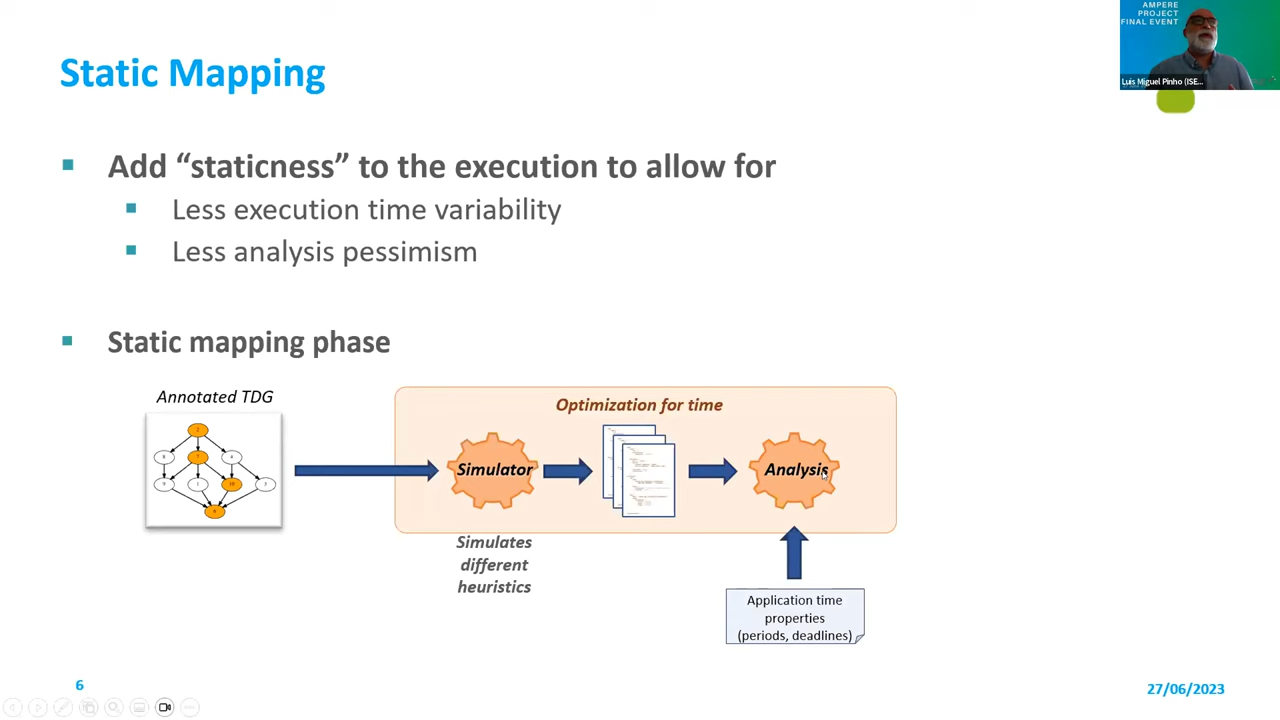 AMPERE
PROJECT
FINAL EVENT
Luis Miguel Pinho (ISE...
Static Mapping
Add “staticness” to the execution to allow for
Less execution time variability
Less analysis pessimism
Static mapping phase
Annotated TDG
Optimization for time
Simulator
Analysis
Simulates
different
heuristics
Application time
properties
(periods, deadlines)
6
27/06/2023